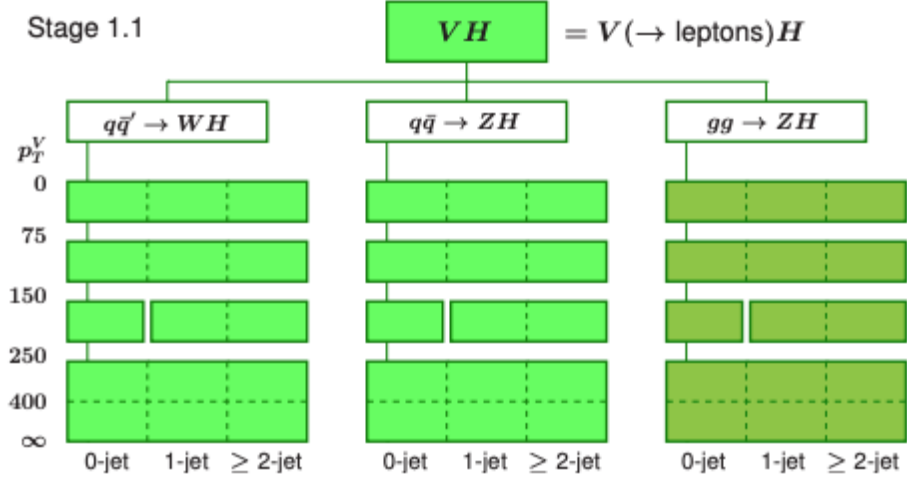 Stage 1.1
VH = V(→ leptons)H
qq̄′ → WH
qq̄ → ZH
gg → ZH
p_T^V
0
75
150
250
400
∞
0-jet 1-jet ≥ 2-jet
0-jet 1-jet ≥ 2-jet
0-jet 1-jet ≥ 2-jet